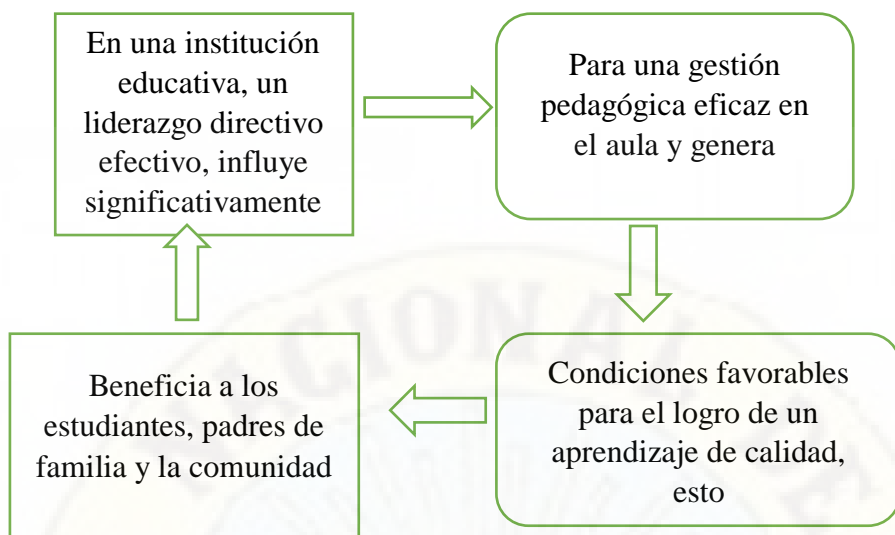 En una institución
educativa, un
liderazgo directivo
efectivo, influye
significativamente
Para una gestión
pedagógica eficaz en
el aula y genera
Condiciones favorables
para el logro de un
aprendizaje de calidad,
esto
Beneficia a los
estudiantes, padres de
familia y la comunidad
NACIONAL DE